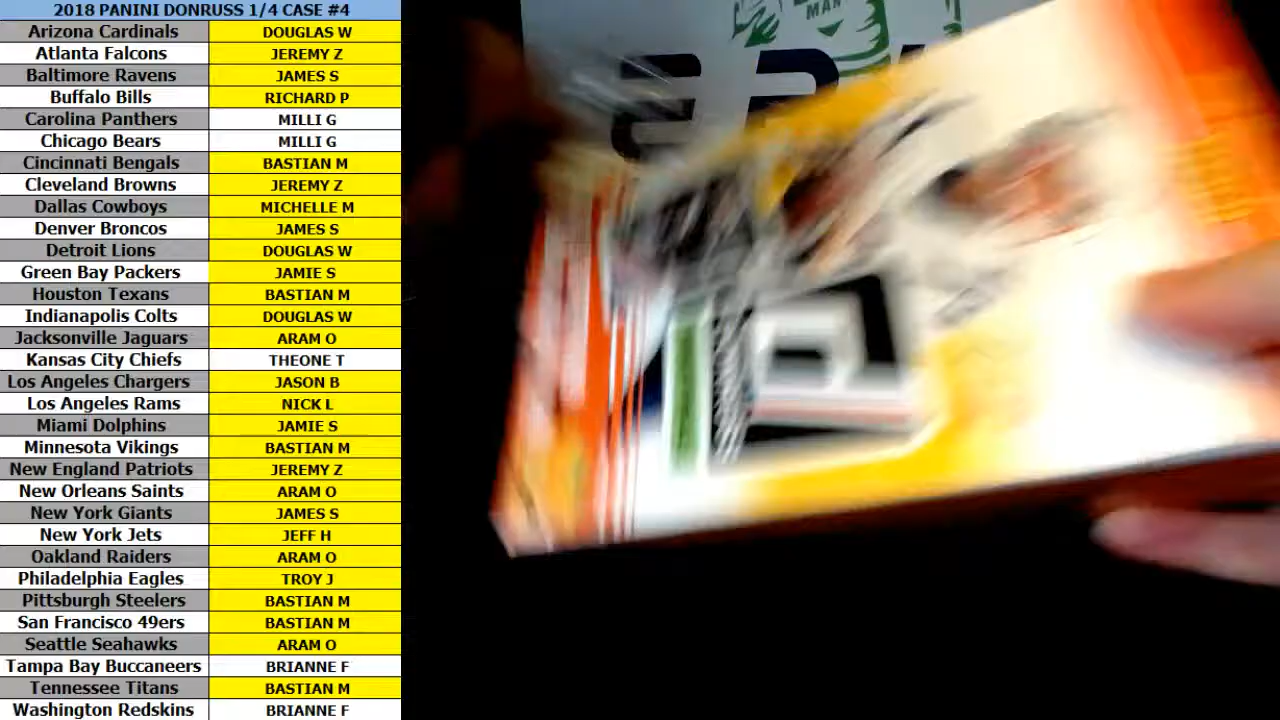 2018 PANINI DONRUSS 1/4 CASE #4
Arizona Cardinals DOUGLAS W
Atlanta Falcons JEREMY Z
Baltimore Ravens JAMES S
Buffalo Bills RICHARD P
Carolina Panthers MILLI G
Chicago Bears MILLI G
Cincinnati Bengals BASTIAN M
Cleveland Browns JEREMY Z
Dallas Cowboys MICHELLE M
Denver Broncos JAMES S
Detroit Lions DOUGLAS W
Green Bay Packers JAMIE S
Houston Texans BASTIAN M
Indianapolis Colts DOUGLAS W
Jacksonville Jaguars ARAM O
Kansas City Chiefs THEONE T
Los Angeles Chargers JASON B
Los Angeles Rams NICK L
Miami Dolphins JAMIE S
Minnesota Vikings BASTIAN M
New England Patriots JEREMY Z
New Orleans Saints ARAM O
New York Giants JAMES S
New York Jets JEFF H
Oakland Raiders ARAM O
Philadelphia Eagles TROY J
Pittsburgh Steelers BASTIAN M
San Francisco 49ers BASTIAN M
Seattle Seahawks ARAM O
Tampa Bay Buccaneers BRIANNE F
Tennessee Titans BASTIAN M
Washington Redskins BRIANNE F
MAN